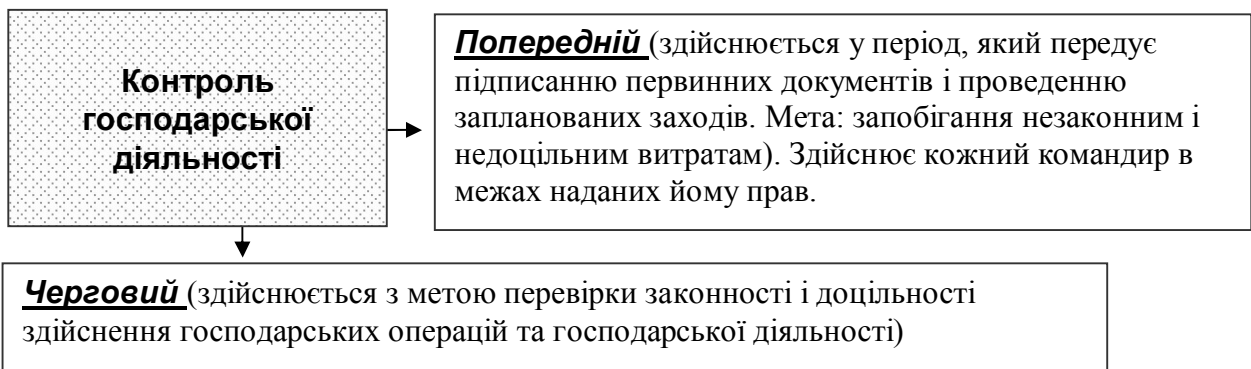 Контроль
господарської
діяльності
Попередній (здійснюється у період, який передує
підписанню первинних документів і проведенню
запланованих заходів. Мета: запобігання незаконним і
недоцільним витратам). Здійснює кожний командир в
межах наданих йому прав.
Черговий (здійснюється з метою перевірки законності і доцільності
здійснення господарських операцій та господарської діяльності)